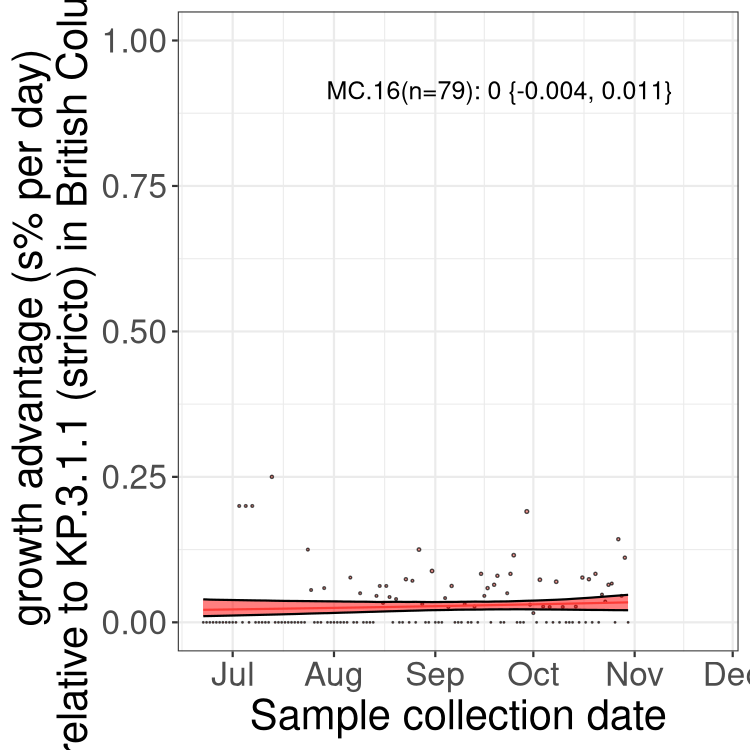 growth advantage (s% per day)
relative to KP.3.1.1 (stricto) in British Colu
1.00
0.75
0.50
0.25
0.00
MC.16(n=79): 0 {-0.004, 0.011}
Jul Aug Sep Oct Nov Dec
Sample collection date